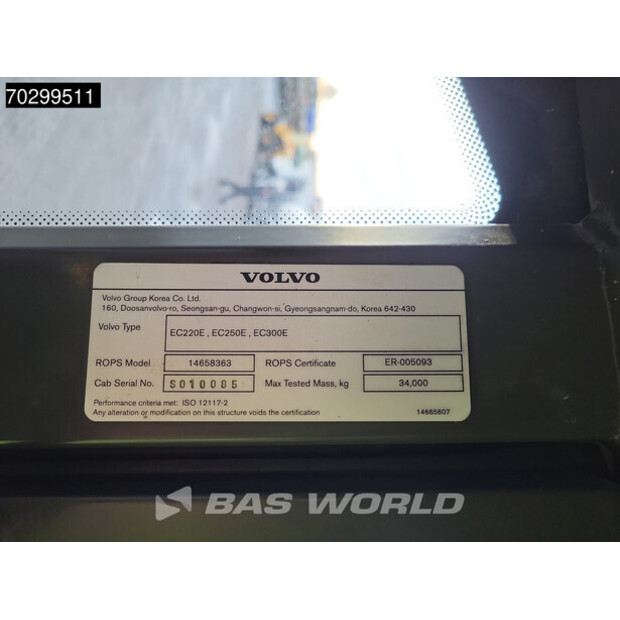 70299511
VOLVO
Volvo Group Korea Co. Ltd.
160, Doosanvolvo-ro, Seongsan-gu, Changwon-si, Gyeongsangnam-do, Korea 642-430
Volvo Type EC220E , EC250E , EC300E
ROPS Model 14658363 ROPS Certificate ER-005093
Cab Serial No. S010085 Max Tested Mass, kg 34,000
Performance criteria met: ISO 12117-2
Any alteration or modification on this structure voids the certification 14665607
BAS WORLD